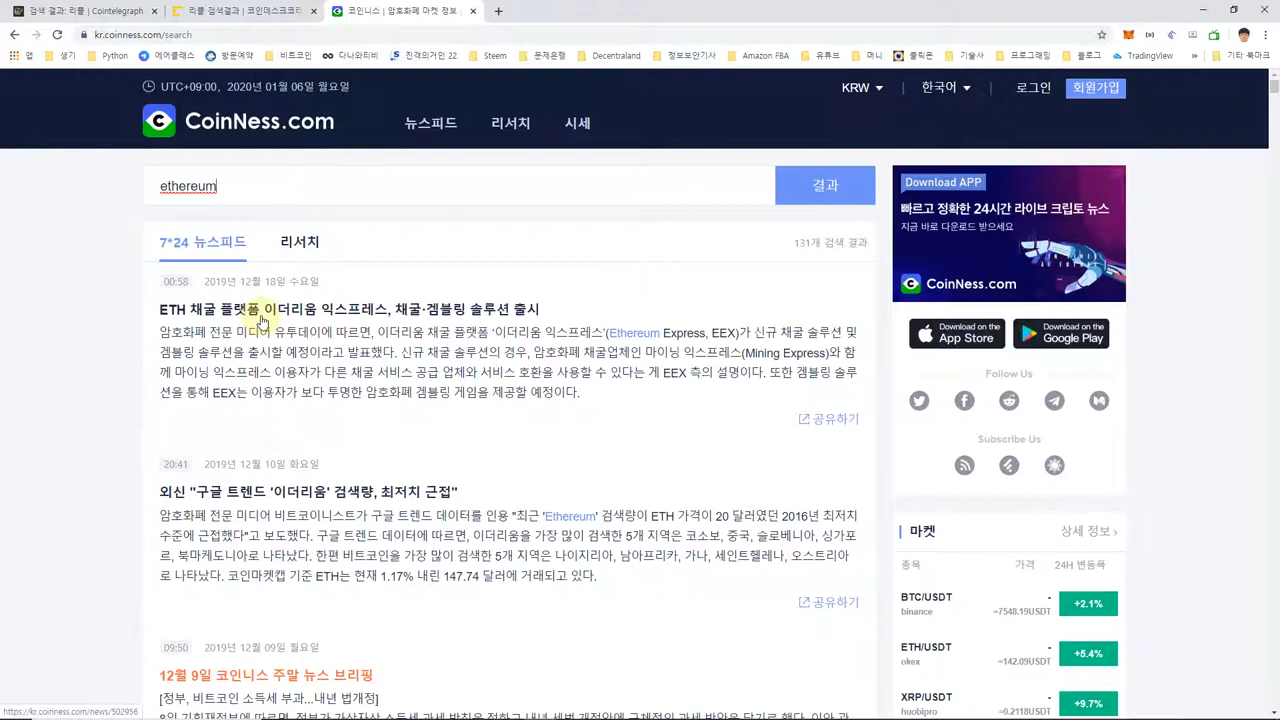 검색 결과: 리플 | Cointelegraph
리플 검색결과 | 코인데스크코리
코인니스 | 암호화폐 마켓 정보
kr.coinness.com/search
앱 생기 Python 에어클래스 방문예약 비트코인 다나와티비 진격의거인 22 Steem 문제은행 Decentraland 정보보안기사 Amazon FBA 유튜브 머니 클릭온 기술사 프로그래밍 블로그 TradingView » 기타 북마크
UTC+09:00, 2020년 01월 06일 월요일
KRW 한국어 로그인 회원가입
CoinNess.com 뉴스피드 리서치 시세
ethereum 결과
7*24 뉴스피드 리서치 131개 검색 결과
00:58 2019년 12월 18일 수요일
ETH 채굴 플랫폼 이더리움 익스프레스, 채굴·겜블링 솔루션 출시
암호화폐 전문 미디어 유투데이에 따르면, 이더리움 채굴 플랫폼 '이더리움 익스프레스'(Ethereum Express, EEX)가 신규 채굴 솔루션 및
겜블링 솔루션을 출시할 예정이라고 발표했다. 신규 채굴 솔루션의 경우, 암호화폐 채굴업체인 마이닝 익스프레스(Mining Express)와 함
께 마이닝 익스프레스 이용자가 다른 채굴 서비스 공급 업체와 서비스 호환을 사용할 수 있다는 게 EEX 측의 설명이다. 또한 겜블링 솔루
션을 통해 EEX는 이용자가 보다 투명한 암호화폐 겜블링 게임을 제공할 예정이다.
공유하기
20:41 2019년 12월 10일 화요일
외신 "구글 트렌드 '이더리움' 검색량, 최저치 근접"
암호화폐 전문 미디어 비트코이니스트가 구글 트렌드 데이터를 인용 "최근 'Ethereum' 검색량이 ETH 가격이 20 달러였던 2016년 최저치
수준에 근접했다"고 보도했다. 구글 트렌드 데이터에 따르면, 이더리움을 가장 많이 검색한 5개 지역은 코소보, 중국, 슬로베니아, 싱가포
르, 북마케도니아로 나타났다. 한편 비트코인을 가장 많이 검색한 5개 지역은 나이지리아, 남아프리카, 가나, 세인트헬레나, 오스트리아
로 나타났다. 코인마켓캡 기준 ETH는 현재 1.17% 내린 147.74 달러에 거래되고 있다.
공유하기
09:50 2019년 12월 09일 월요일
12월 9일 코인니스 주말 뉴스 브리핑
[정부, 비트코인 소득세 부과...내년 법개정]
Download APP
빠르고 정확한 24시간 라이브 크립토 뉴스
지금 바로 다운로드 받으세요
CoinNess.com
Download on the App Store
Download on the Google Play
Follow Us
Subscribe Us
마켓 상세 정보 ›
종목 가격 24H 변동폭
BTC/USDT - +2.1%
binance ≈7548.19USDT
ETH/USDT - +5.4%
okex ≈142.09USDT
XRP/USDT - +9.7%
huobipro ≈0.2118USDT
https://kr.coinness.com/news/502956